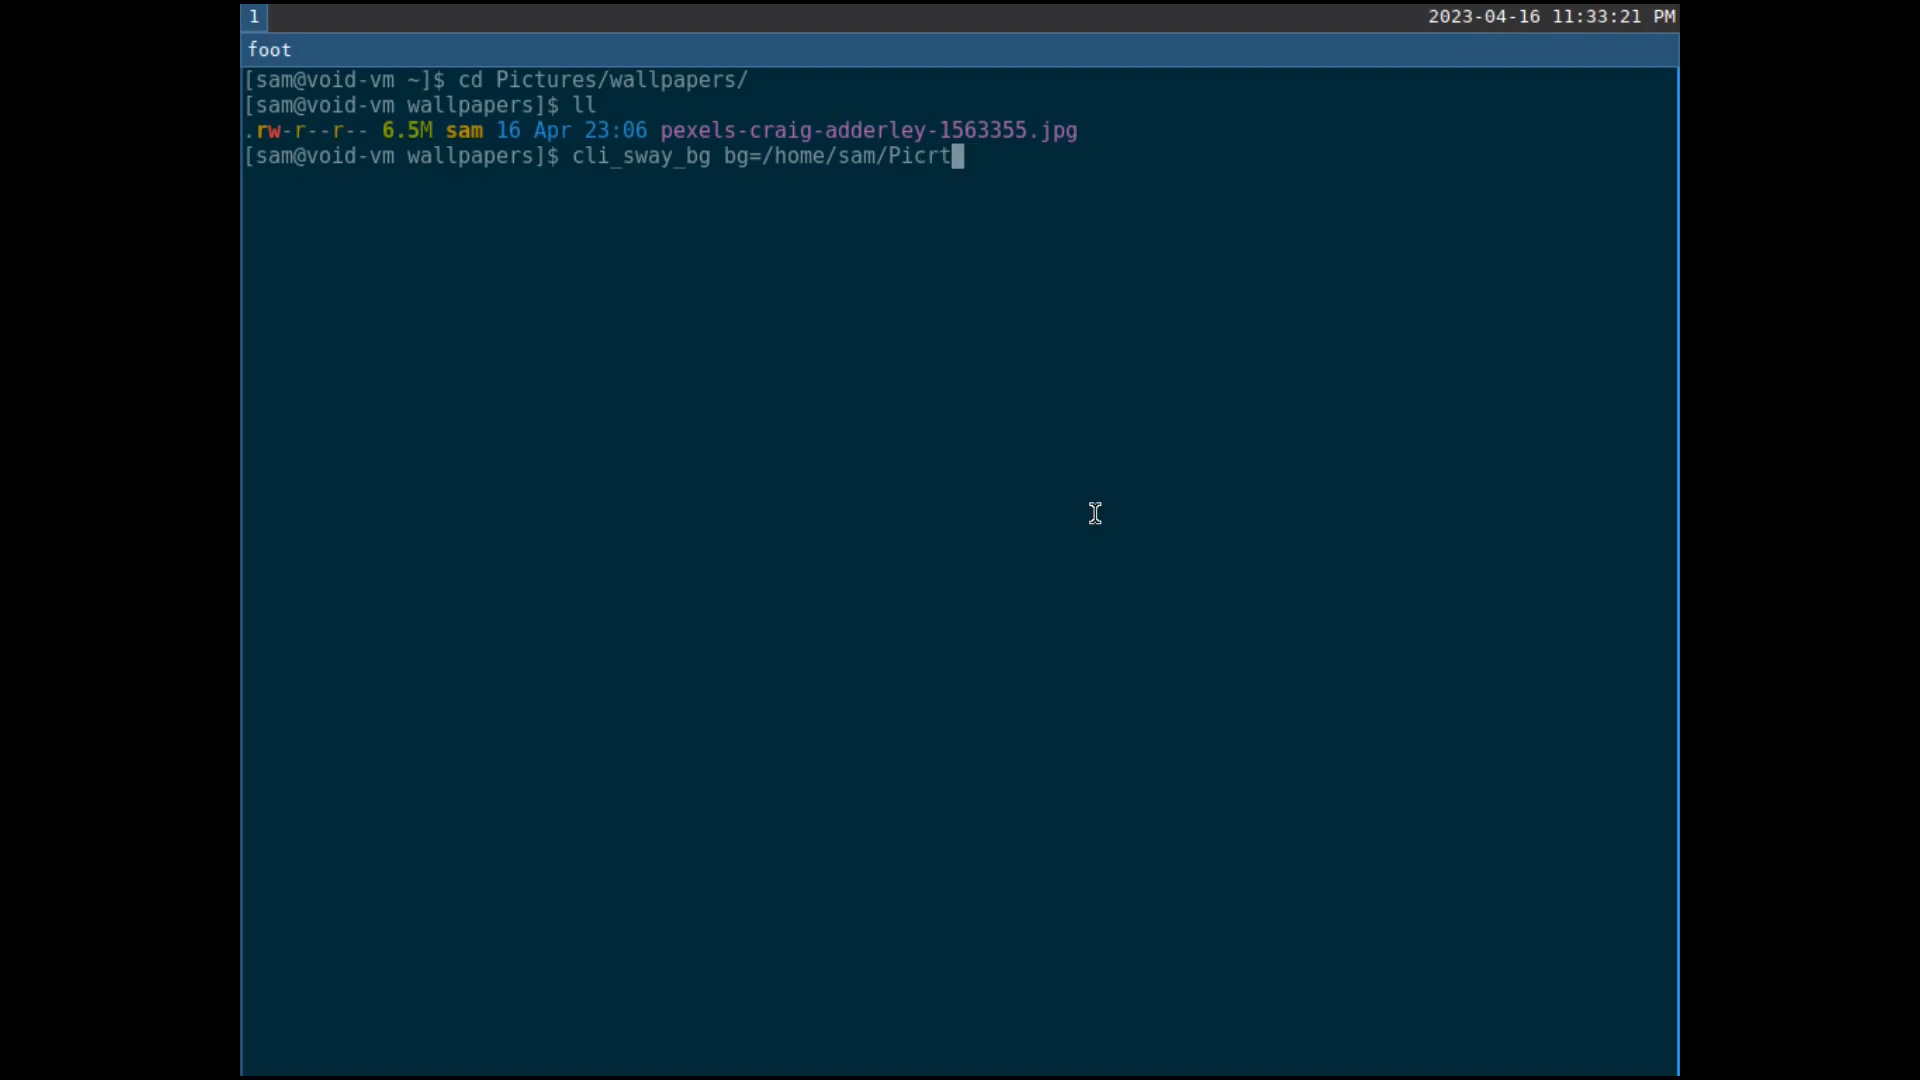 1 2023-04-16 11:33:21 PM
foot
[sam@void-vm ~]$ cd Pictures/wallpapers/
[sam@void-vm wallpapers]$ ll
.rw-r--r-- 6.5M sam 16 Apr 23:06 pexels-craig-adderley-1563355.jpg
[sam@void-vm wallpapers]$ cli_sway_bg bg=/home/sam/Picrt